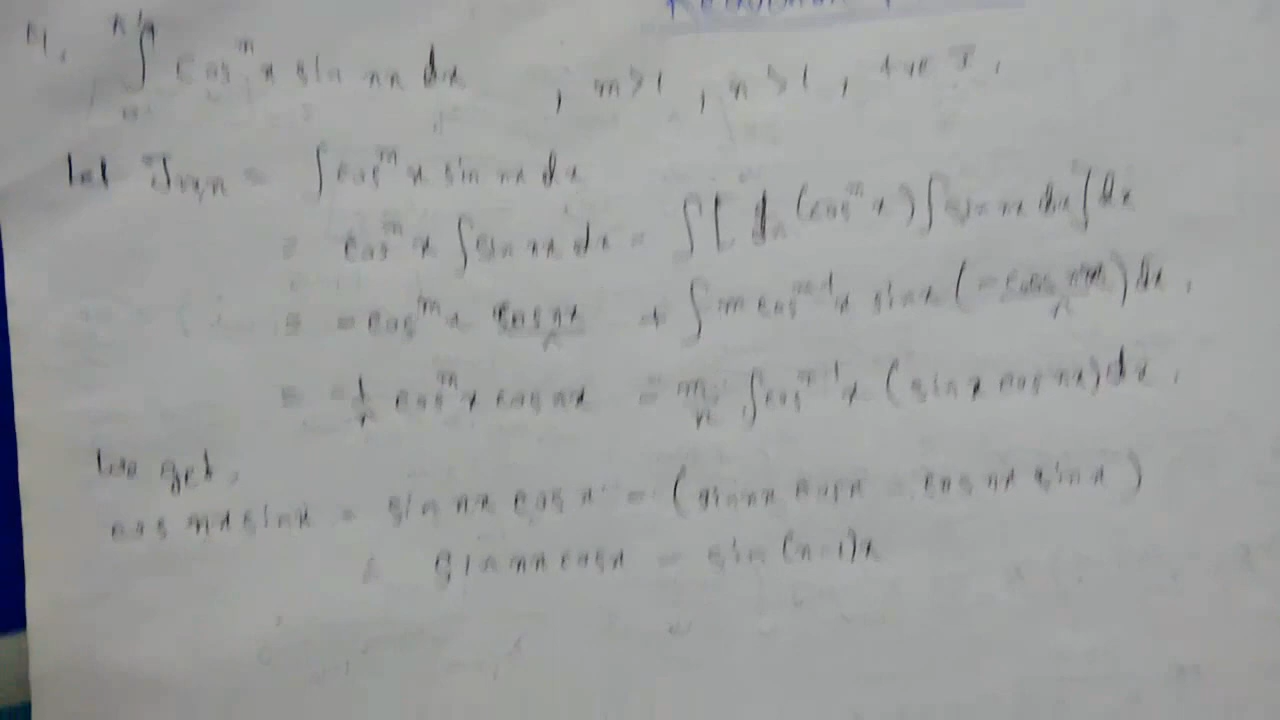 4. ∫ cos^m x sin nx dx , m>1 , n>1 , +ve I,
let J_m,n = ∫cos^m x sin nx dx
= cos^m x ∫sin nx dx - ∫[ d/dx (cos^m x) ∫sin nx dx ] dx
= -cos^m x cos nx/n + ∫m cos^m-1 x sin x (-cos nx/n) dx,
= -1/n cos^m x cos nx - m/n ∫cos^m-1 x (sin x cos nx) dx,
We get,
cos nx sin x = sin nx cos x - (sin nx cos x - cos nx sin x)
= sin nx cos x - sin (n-1)x